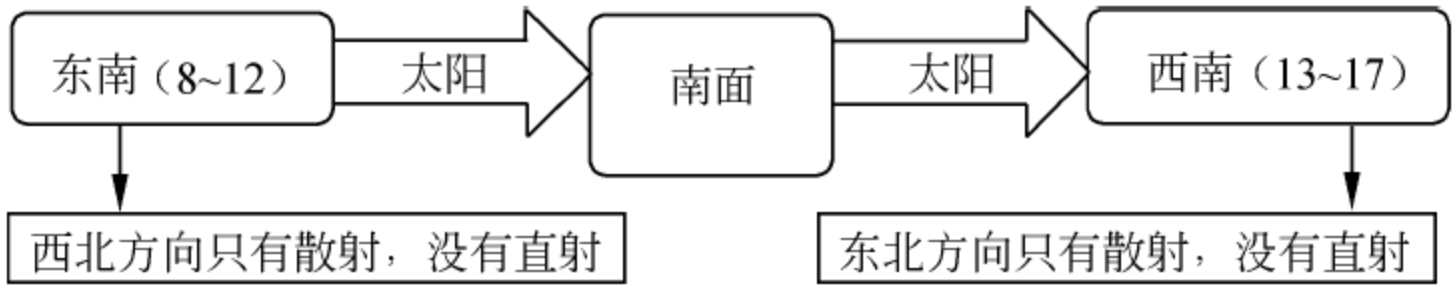 东南（8~12）
太阳
南面
太阳
西南（13~17）
西北方向只有散射，没有直射
东北方向只有散射，没有直射